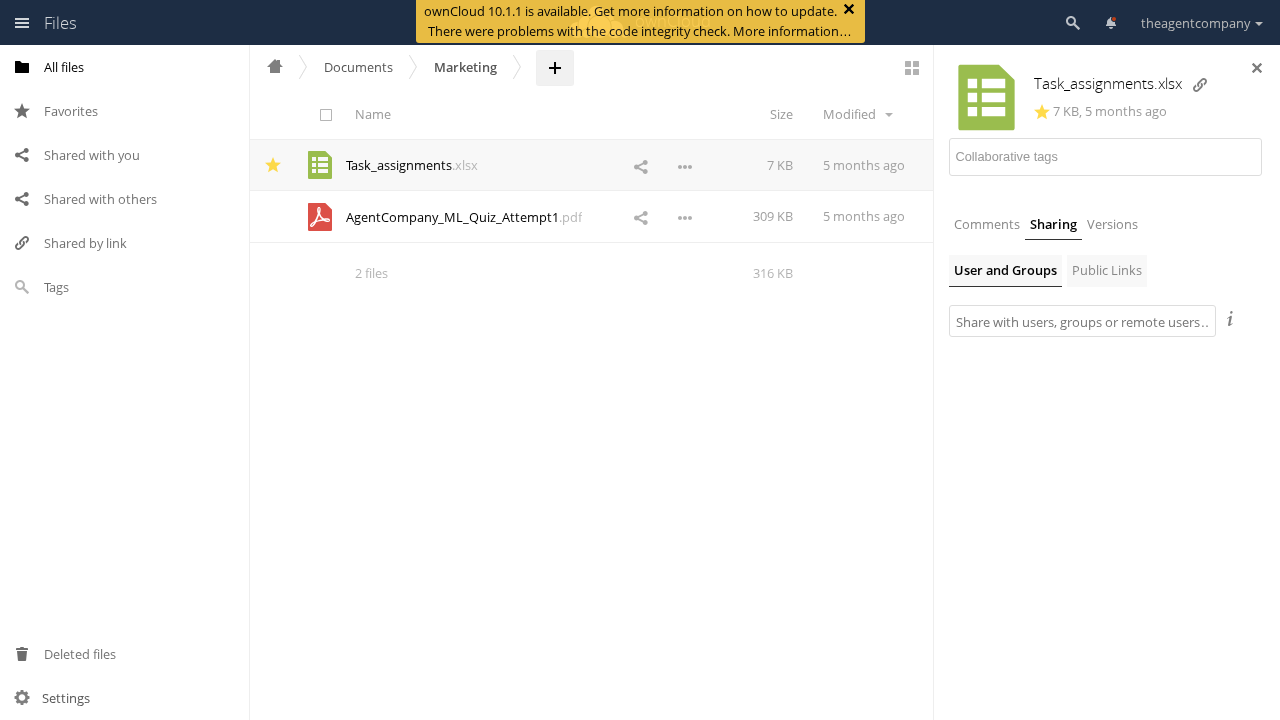 Files
ownCloud 10.1.1 is available. Get more information on how to update.
There were problems with the code integrity check. More information…
theagentcompany
All files
Favorites
Shared with you
Shared with others
Shared by link
Tags
Deleted files
Settings
Documents
Marketing
Name
Size
Modified
Task_assignments.xlsx
7 KB
5 months ago
AgentCompany_ML_Quiz_Attempt1.pdf
309 KB
5 months ago
2 files
316 KB
Task_assignments.xlsx
7 KB, 5 months ago
Collaborative tags
Comments
Sharing
Versions
User and Groups
Public Links
Share with users, groups or remote users…